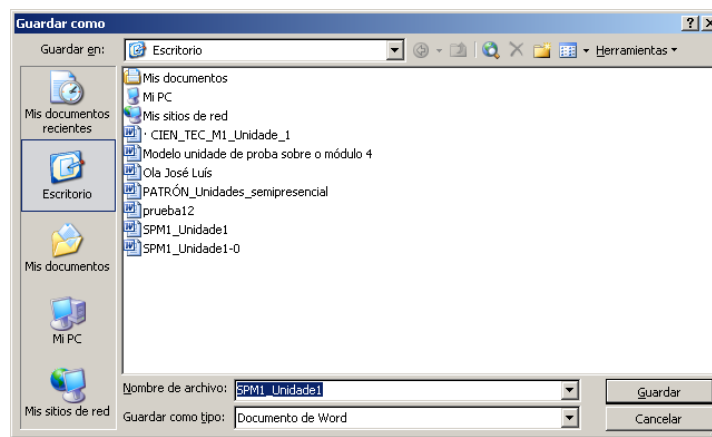 Guardar como
Guardar en:
Escritorio
Herramientas
Mis documentos
recientes
Escritorio
Mis documentos
Mi PC
Mis sitios de red
Mis documentos
Mi PC
Mis sitios de red
· CIEN_TEC_M1_Unidade_1
Modelo unidade de proba sobre o módulo 4
Ola José Luís
PATRÓN_Unidades_semipresencial
prueba12
SPM1_Unidade1
SPM1_Unidade1-0
Nombre de archivo: SPM1_Unidade1
Guardar
Guardar como tipo: Documento de Word
Cancelar